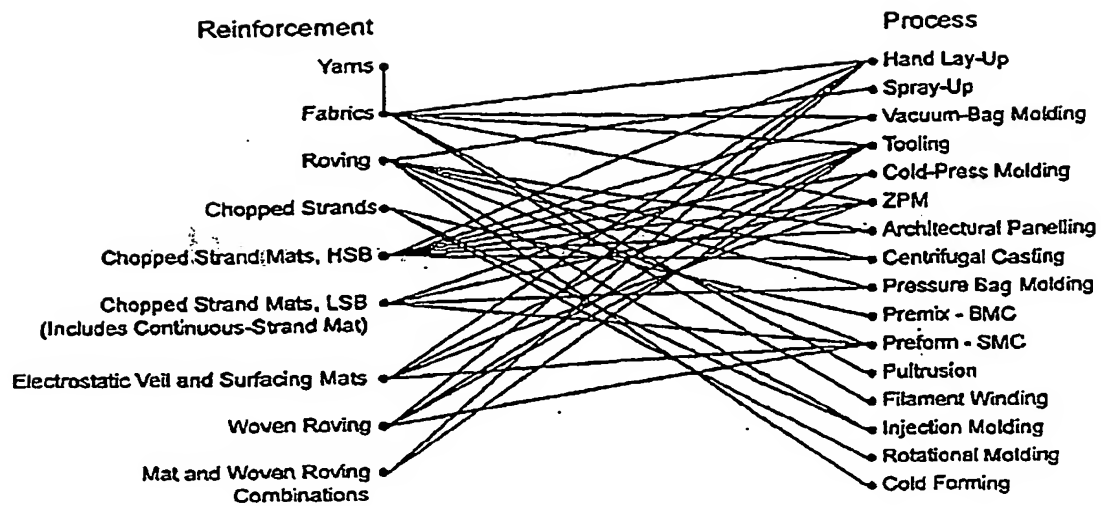 Reinforcement
Yarns
Fabrics
Roving
Chopped Strands
Chopped Strand Mats, HSB
Chopped Strand Mats, LSB
(Includes Continuous-Strand Mat)
Electrostatic Veil and Surfacing Mats
Woven Roving
Mat and Woven Roving
Combinations
Process
Hand Lay-Up
Spray-Up
Vacuum-Bag Molding
Tooling
Cold-Press Molding
ZPM
Architectural Panelling
Centrifugal Casting
Pressure Bag Molding
Premix - BMC
Preform - SMC
Pultrusion
Filament Winding
Injection Molding
Rotational Molding
Cold Forming